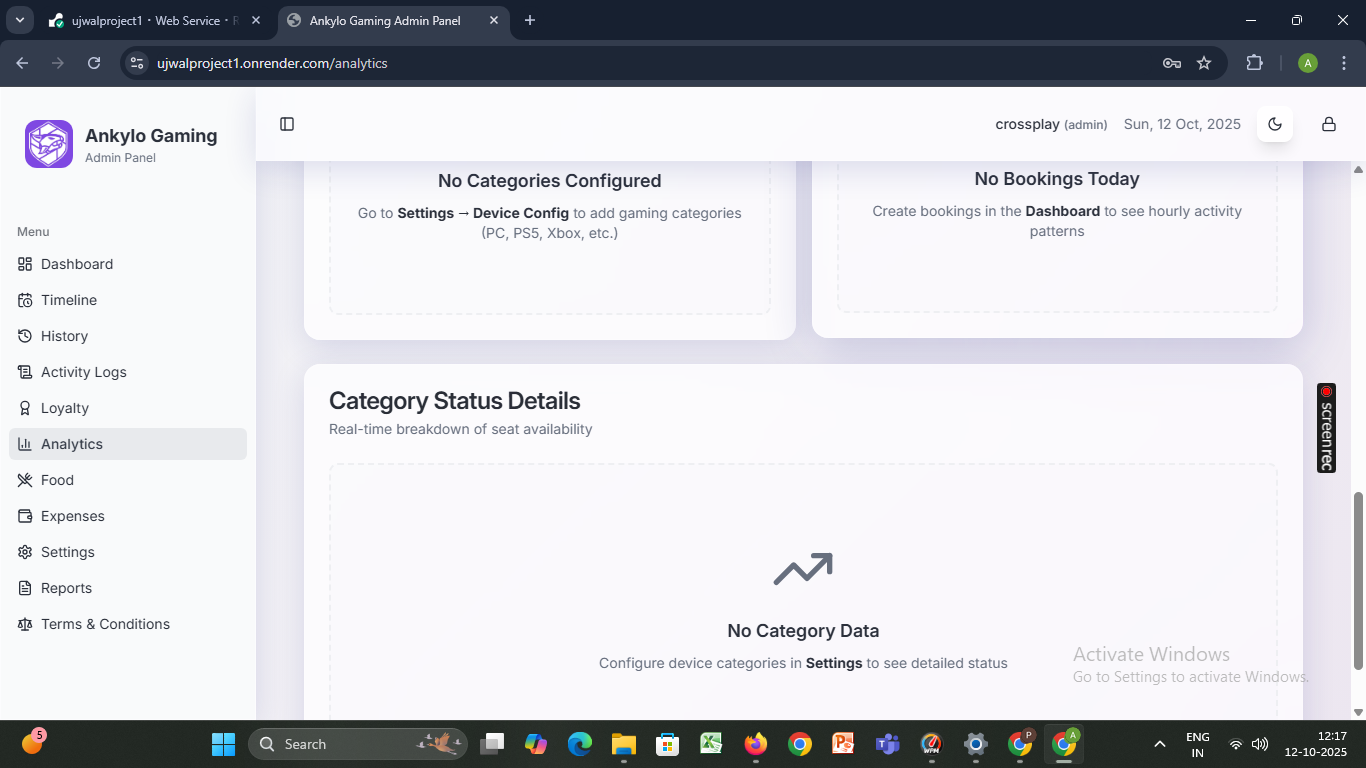 ujwalproject1 · Web Service · R
Ankylo Gaming Admin Panel
ujwalproject1.onrender.com/analytics
A
Ankylo Gaming
Admin Panel
crossplay (admin)
Sun, 12 Oct, 2025
Menu
Dashboard
Timeline
History
Activity Logs
Loyalty
Analytics
Food
Expenses
Settings
Reports
Terms & Conditions
No Categories Configured
Go to Settings → Device Config to add gaming categories
(PC, PS5, Xbox, etc.)
No Bookings Today
Create bookings in the Dashboard to see hourly activity
patterns
Category Status Details
Real-time breakdown of seat availability
No Category Data
Configure device categories in Settings to see detailed status
screenrec
Activate Windows
Go to Settings to activate Windows.
5
Search
WPM
P
A
ENG
IN
12:17
12-10-2025